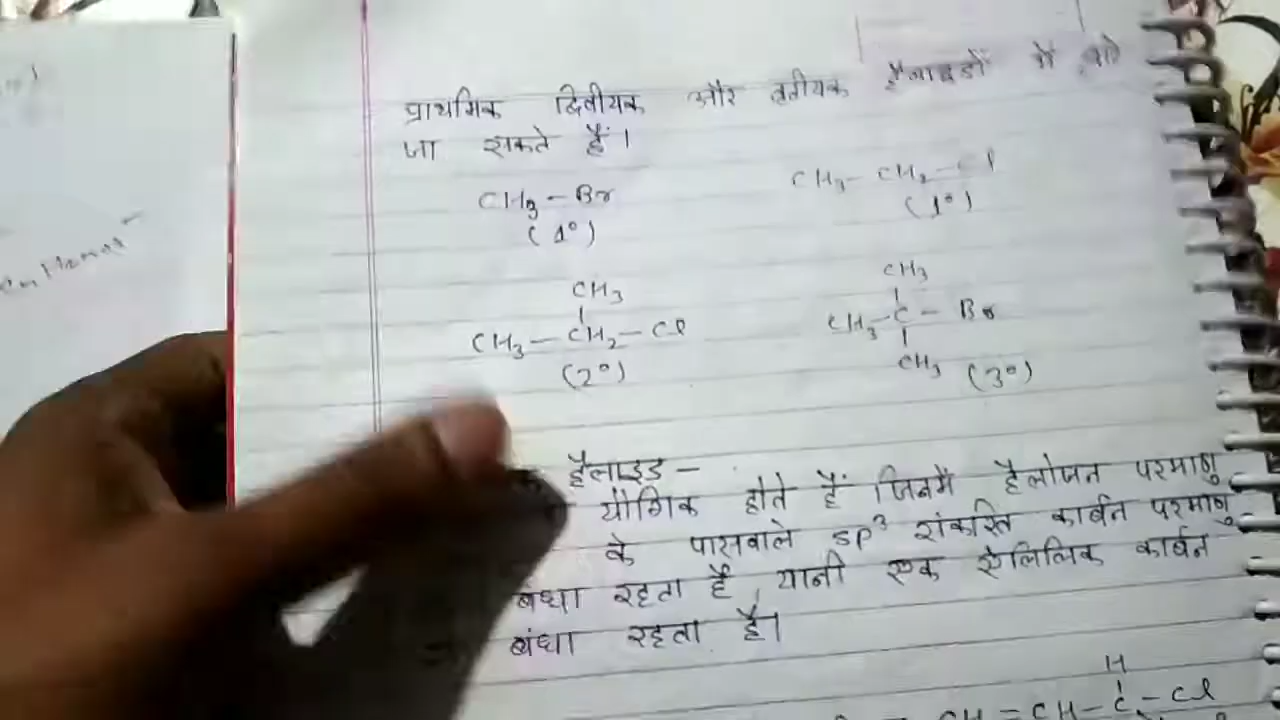 प्राथमिक द्वितीयक और तृतीयक हैलाइडों में बाटे
जा सकते हैं।
CH3 - Br
(1°)
CH3 - CH2 - Cl
(1°)
CH3
CH3 - CH2 - Cl
(2°)
CH3
CH3 - C - Br
CH3 (3°)
हैलाइड -
यौगिक होते हैं जिनमें हैलोजन परमाणु
के पासवाले sp3 संकरित कार्बन परमाणु
बंधा रहता है, यानी एक ऐलिलिक कार्बन
बंधा रहता है।
H
CH = CH - C - Cl